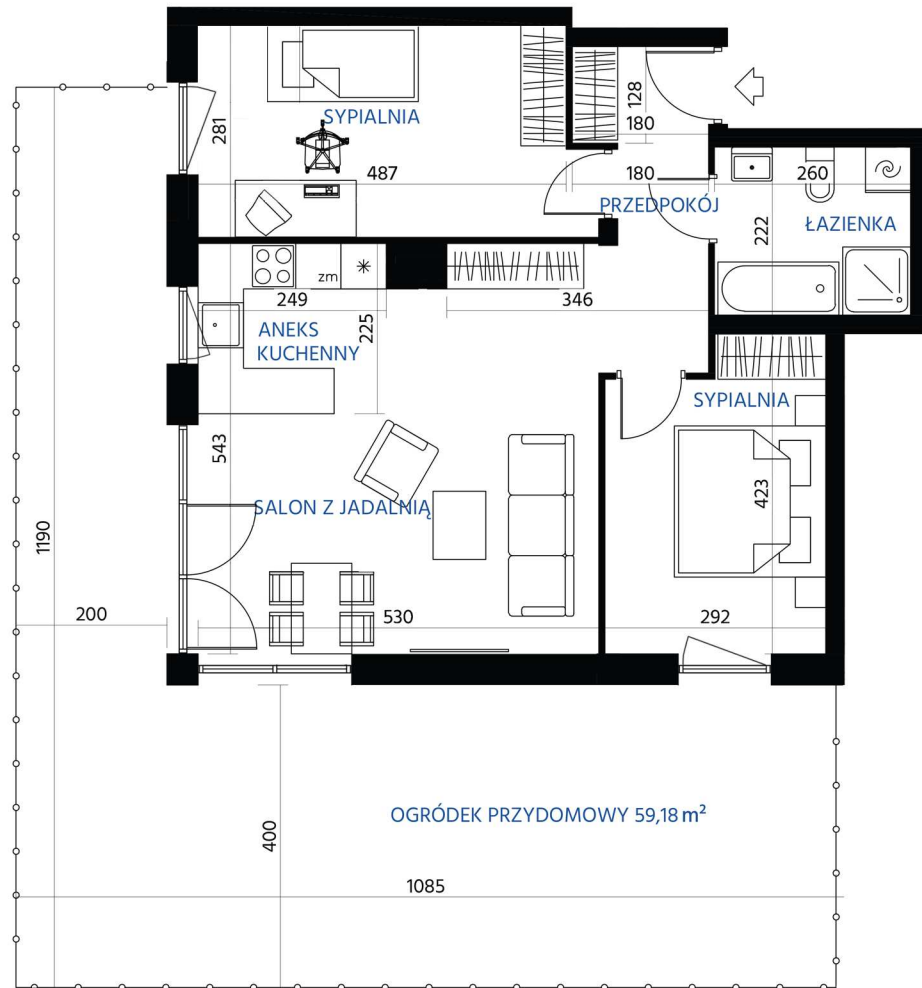 128
180
SYPIALNIA
281
487
180
260
PRZEDPOKÓJ
222
ŁAZIENKA
zm
249
346
ANEKS
KUCHENNY
225
SYPIALNIA
543
423
SALON Z JADALNIĄ
1190
200
530
292
OGRÓDEK PRZYDOMOWY 59,18 m²
400
1085